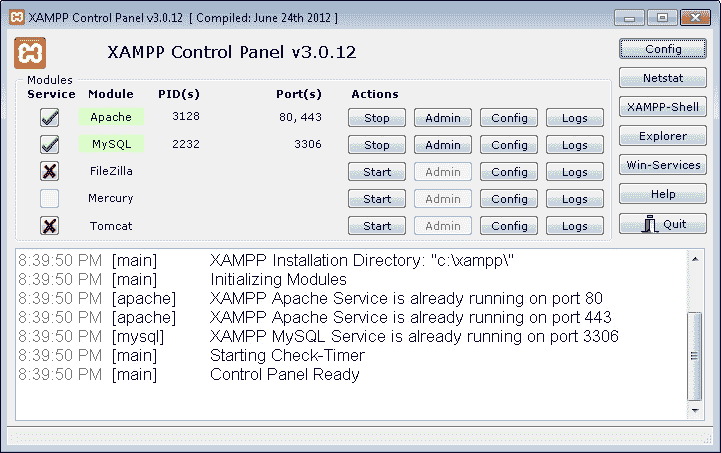 XAMPP Control Panel v3.0.12 [ Compiled: June 24th 2012 ]
XAMPP Control Panel v3.0.12
Config
Modules
Service Module PID(s) Port(s) Actions
Netstat
Apache 3128 80, 443 Stop Admin Config Logs
XAMPP-Shell
MySQL 2232 3306 Stop Admin Config Logs
Explorer
FileZilla Start Admin Config Logs
Win-Services
Mercury Start Admin Config Logs
Help
Tomcat Start Admin Config Logs
Quit
8:39:50 PM [main] XAMPP Installation Directory: "c:\xampp\"
8:39:50 PM [main] Initializing Modules
8:39:50 PM [apache] XAMPP Apache Service is already running on port 80
8:39:50 PM [apache] XAMPP Apache Service is already running on port 443
8:39:50 PM [mysql] XAMPP MySQL Service is already running on port 3306
8:39:50 PM [main] Starting Check-Timer
8:39:50 PM [main] Control Panel Ready